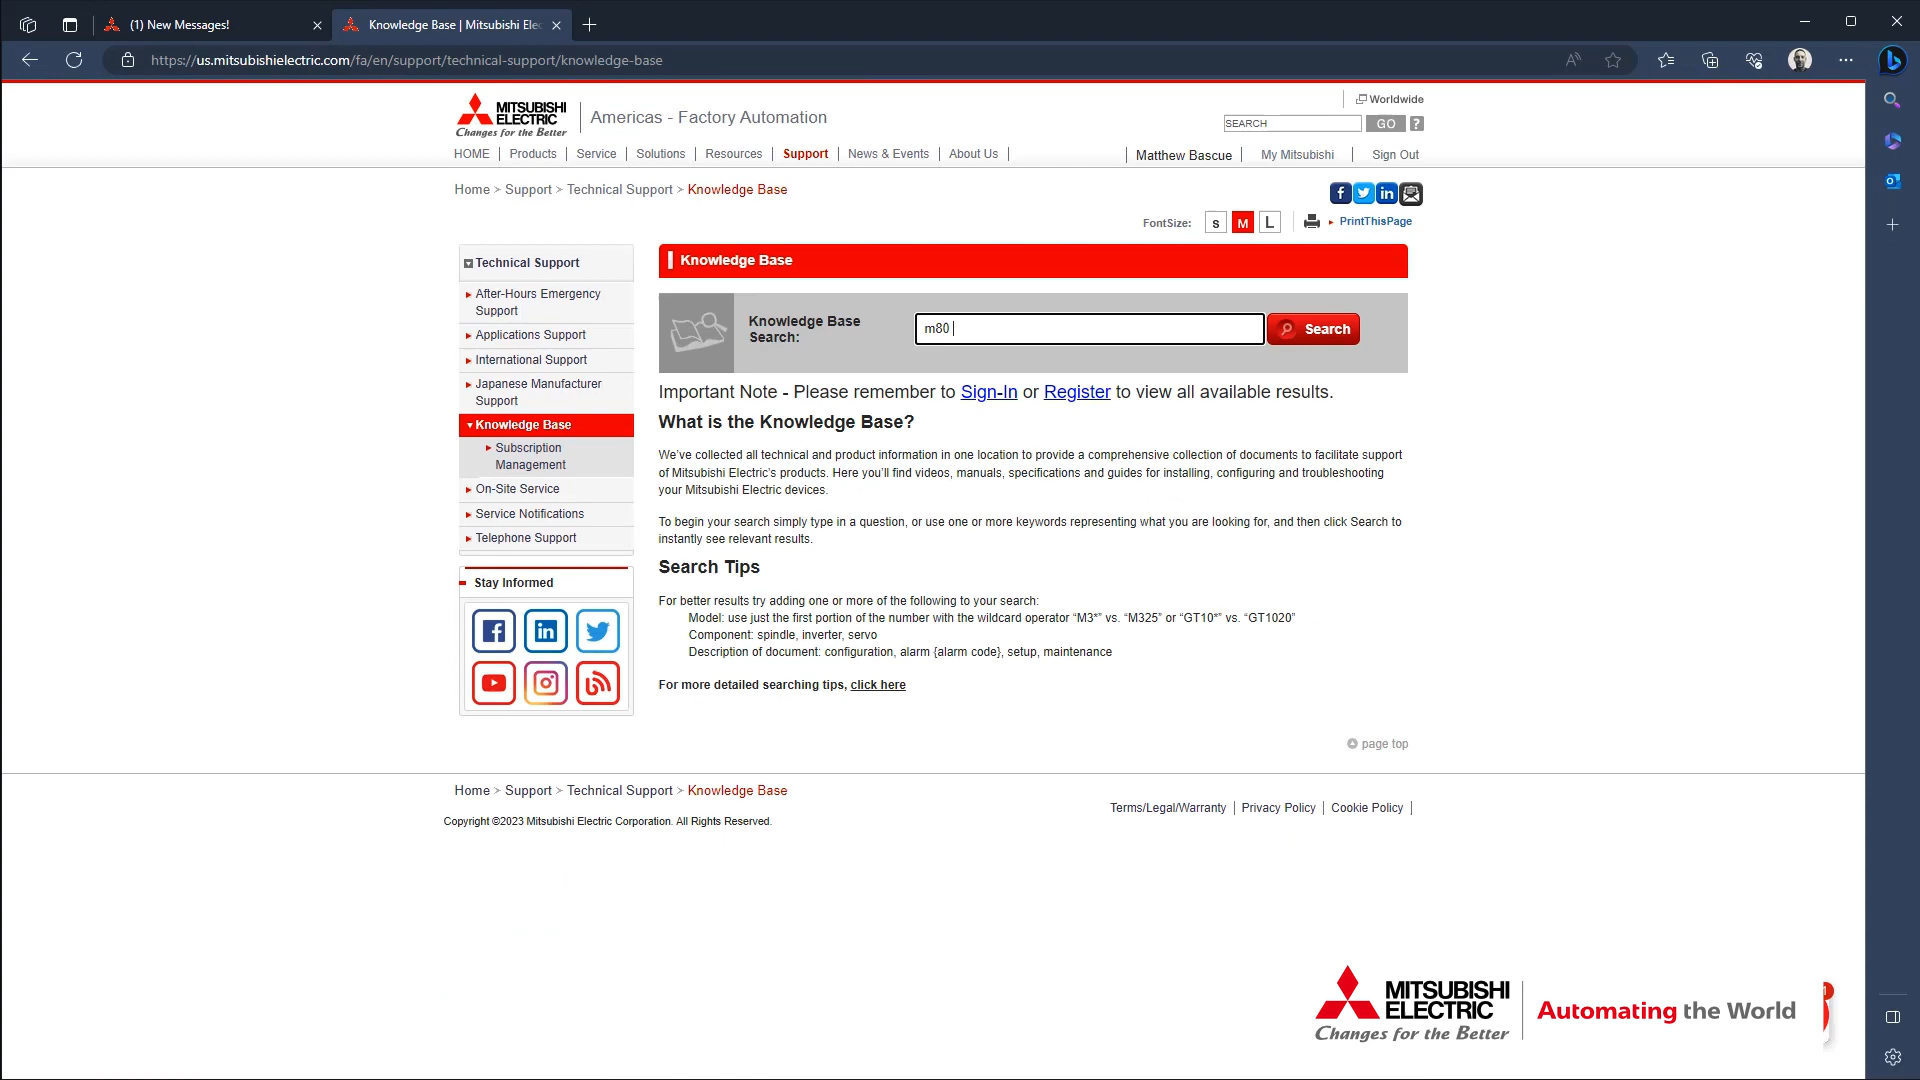 (1) New Messages!
Knowledge Base | Mitsubishi Ele
https://us.mitsubishielectric.com/fa/en/support/technical-support/knowledge-base
MITSUBISHI
ELECTRIC
Changes for the Better
Americas - Factory Automation
Worldwide
SEARCH
GO
?
HOME
Products
Service
Solutions
Resources
Support
News & Events
About Us
Matthew Bascue
My Mitsubishi
Sign Out
Home > Support > Technical Support > Knowledge Base
FontSize:
S
M
L
PrintThisPage
Technical Support
After-Hours Emergency
Support
Applications Support
International Support
Japanese Manufacturer
Support
Knowledge Base
Subscription
Management
On-Site Service
Service Notifications
Telephone Support
Stay Informed
Knowledge Base
Knowledge Base
Search:
m80
Search
Important Note - Please remember to Sign-In or Register to view all available results.
What is the Knowledge Base?
We’ve collected all technical and product information in one location to provide a comprehensive collection of documents to facilitate support
of Mitsubishi Electric’s products. Here you’ll find videos, manuals, specifications and guides for installing, configuring and troubleshooting
your Mitsubishi Electric devices.
To begin your search simply type in a question, or use one or more keywords representing what you are looking for, and then click Search to
instantly see relevant results.
Search Tips
For better results try adding one or more of the following to your search:
Model: use just the first portion of the number with the wildcard operator “M3*” vs. “M325” or “GT10*” vs. “GT1020”
Component: spindle, inverter, servo
Description of document: configuration, alarm {alarm code}, setup, maintenance
For more detailed searching tips, click here
page top
Home > Support > Technical Support > Knowledge Base
Terms/Legal/Warranty
Privacy Policy
Cookie Policy
Copyright ©2023 Mitsubishi Electric Corporation. All Rights Reserved.
MITSUBISHI
ELECTRIC
Changes for the Better
Automating the World